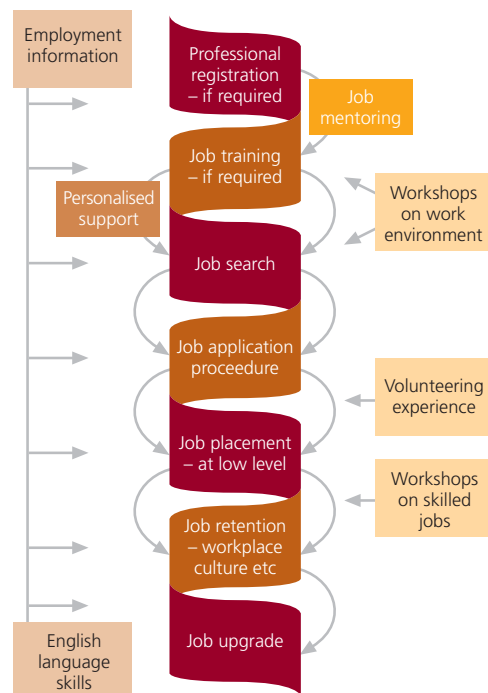 Employment
information
Professional
registration
– if required
Job
mentoring
Job training
– if required
Personalised
support
Workshops
on work
environment
Job search
Job application
proceedure
Volunteering
experience
Job placement
– at low level
Workshops
on skilled
jobs
Job retention
– workplace
culture etc
English
language
skills
Job upgrade